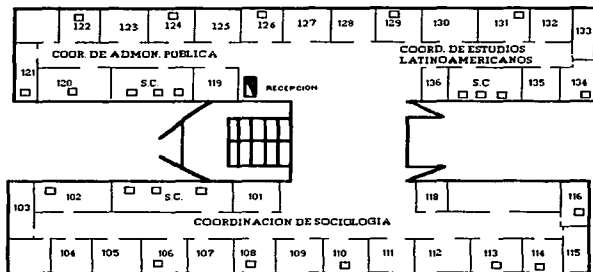 122 123 124 125 126 127 128 129 130 131 132 133
COOR. DE ADMON. PUBLICA
COORD. DE ESTUDIOS
LATINOAMERICANOS
121 120 S.C. 119 RECEPCION 136 S.C 135 134
103 102 S.C. 101 118 116
COORDINACION DE SOCIOLOGIA
104 105 106 107 108 109 110 111 112 113 114 115